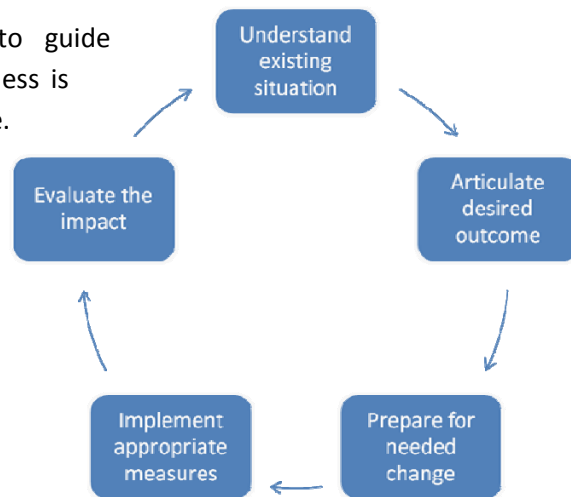 to guide
ess is
Understand
existing
situation
Articulate
desired
outcome
Prepare for
needed
change
Implement
appropriate
measures
Evaluate the
impact